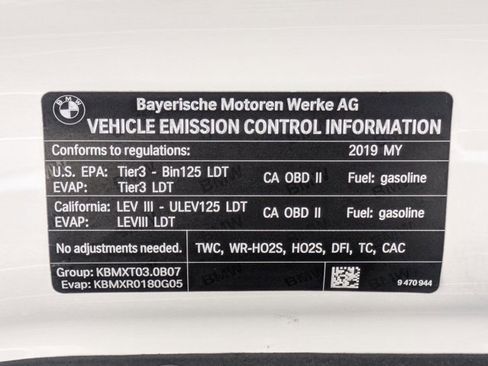 BMW
Bayerische Motoren Werke AG
VEHICLE EMISSION CONTROL INFORMATION
Conforms to regulations: 2019 MY
U.S. EPA: Tier3 - Bin125 LDT CA OBD II Fuel: gasoline
EVAP: Tier3 LDT
California: LEV III - ULEV125 LDT CA OBD II Fuel: gasoline
EVAP: LEVIII LDT
No adjustments needed. TWC, WR-HO2S, HO2S, DFI, TC, CAC
Group: KBMXT03.0B07
Evap: KBMXR0180G05 9 470 944